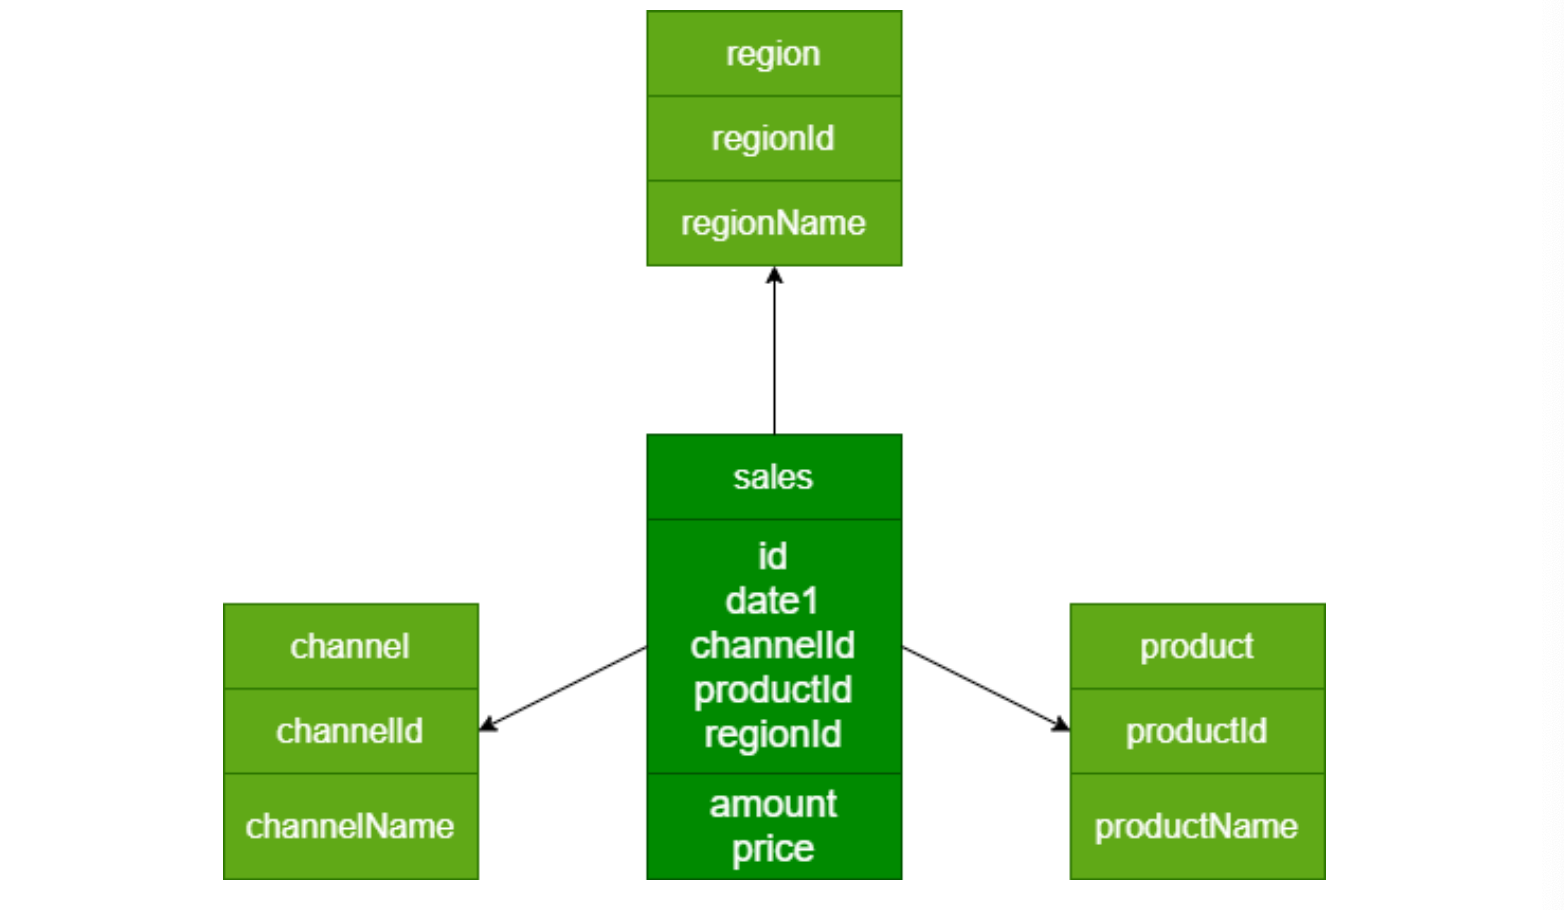 region
regionId
regionName
sales
id
date1
channelId
productId
regionId
amount
price
channel
channelId
channelName
product
productId
productName